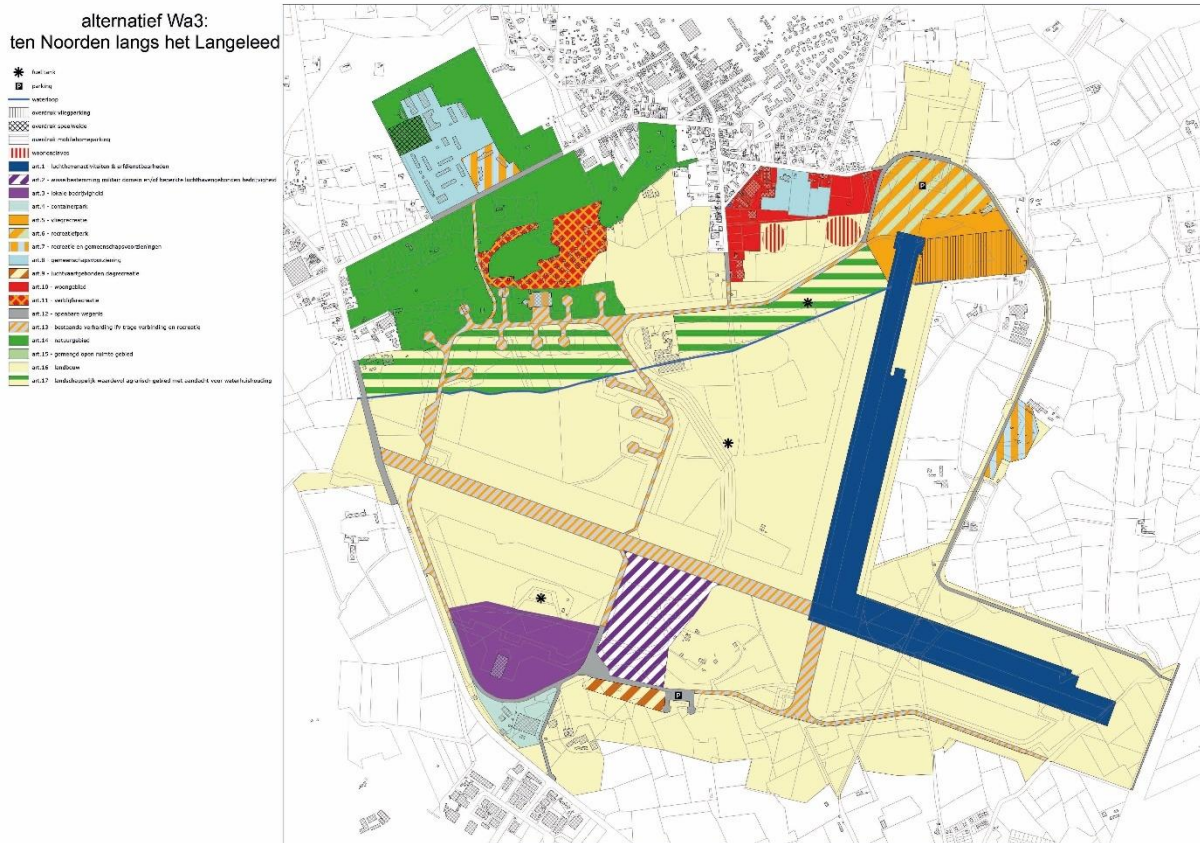 alternatief Wa3:
ten Noorden langs het Langeleed
fuel tank
P parking
waterloop
overdruk vliegparking
overdruk speelweide
overdruk mobilhomeparking
woonreserves
art.1 - luchthavenactiviteiten & erfdienstbaarheden
art.2 - wisselbestemming militair domein en/of beperkte luchthavengebonden bedrijvigheid
art.3 - lokale bedrijvigheid
art.4 - containerpark
art.5 - vliegrecreatie
art.6 - recreatiepark
art.7 - recreatie en gemeenschapsvoorzieningen
art.8 - gemeenschapsvoorziening
art.9 - luchtvaartgebonden dagrecreatie
art.10 - woongebied
art.11 - verblijfsrecreatie
art.12 - openbare wegenis
art.13 - bestaande verharding ifv trage verbinding en recreatie
art.14 - natuurgebied
art.15 - gemengd open ruimte gebied
art.16 - landbouw
art.17 - landschappelijk waardevol agrarisch gebied met aandacht voor waterhuishouding
P
P